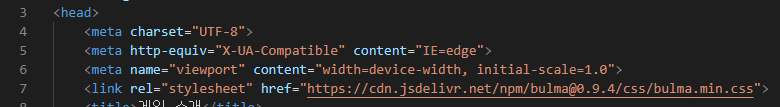 3 <head>
4 <meta charset="UTF-8">
5 <meta http-equiv="X-UA-Compatible" content="IE=edge">
6 <meta name="viewport" content="width=device-width, initial-scale=1.0">
7 <link rel="stylesheet" href="https://cdn.jsdelivr.net/npm/bulma@0.9.4/css/bulma.min.css">
8 <title>게임 소개</title>